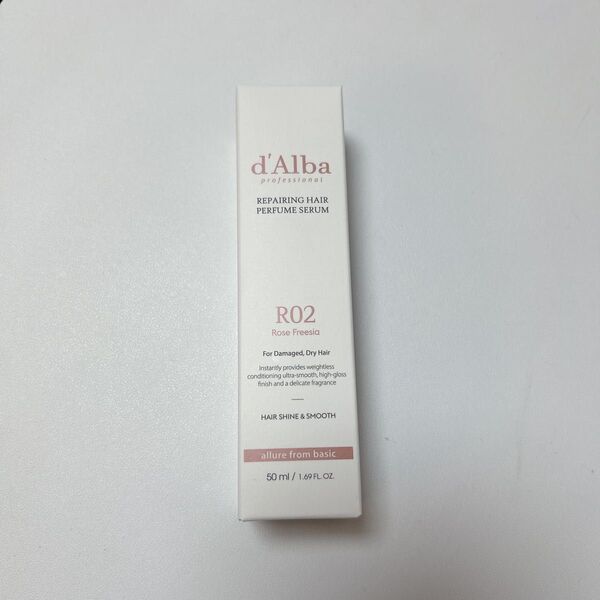 d'Alba
professional
REPAIRING HAIR
PERFUME SERUM
R02
Rose Freesia
For Damaged, Dry Hair
Instantly provides weightless
conditioning ultra-smooth, high-gloss
finish and a delicate fragrance
HAIR SHINE & SMOOTH
allure from basic
50 ml / 1.69 FL. OZ.